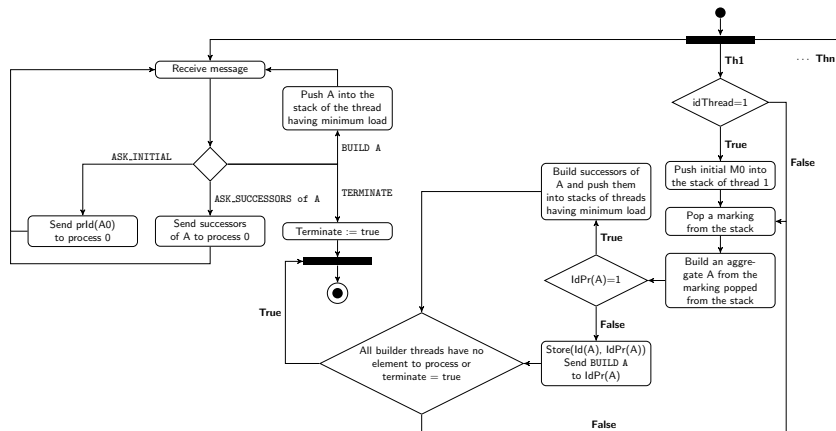 Th1
... Thn
Receive message
Push A into the
stack of the thread
having minimum load
idThread=1
ASK_INITIAL
BUILD A
True
False
ASK_SUCCESSORS of A
TERMINATE
Build successors of
A and push them
into stacks of threads
having minimum load
Push initial M0 into
the stack of thread 1
Send prId(A0)
to process 0
Send successors
of A to process 0
Terminate := true
Pop a marking
from the stack
True
IdPr(A)=1
Build an aggre-
gate A from the
marking popped
from the stack
True
False
All builder threads have no
element to process or
terminate = true
Store(Id(A), IdPr(A))
Send BUILD A
to IdPr(A)
False